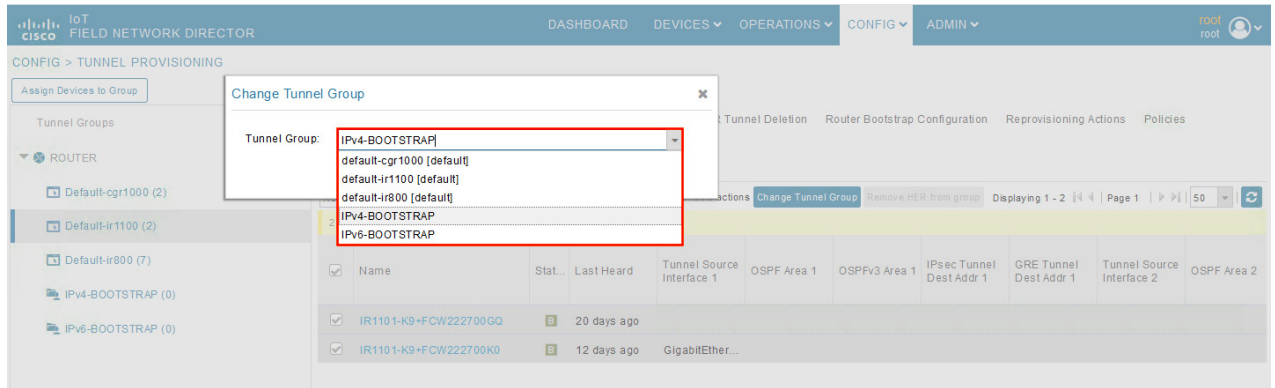 IoT
CISCO FIELD NETWORK DIRECTOR
DASHBOARD DEVICES OPERATIONS CONFIG ADMIN
root
root
CONFIG > TUNNEL PROVISIONING
Assign Devices to Group
Tunnel Groups
ROUTER
Default-cgr1000 (2)
Default-ir1100 (2)
Default-ir800 (7)
IPv4-BOOTSTRAP (0)
IPv6-BOOTSTRAP (0)
Change Tunnel Group
Tunnel Group: IPv4-BOOTSTRAP
default-cgr1000 [default]
default-ir1100 [default]
default-ir800 [default]
IPv4-BOOTSTRAP
IPv6-BOOTSTRAP
Tunnel Deletion Router Bootstrap Configuration Reprovisioning Actions Policies
actions Change Tunnel Group Remove HER from group Displaying 1 - 2 Page 1 50
2
Name Stat... Last Heard Tunnel Source Interface 1 OSPF Area 1 OSPFv3 Area 1 IPsec Tunnel Dest Addr 1 GRE Tunnel Dest Addr 1 Tunnel Source Interface 2 OSPF Area 2
IR1101-K9+FCW222700GQ B 20 days ago
IR1101-K9+FCW222700K0 B 12 days ago GigabitEther...